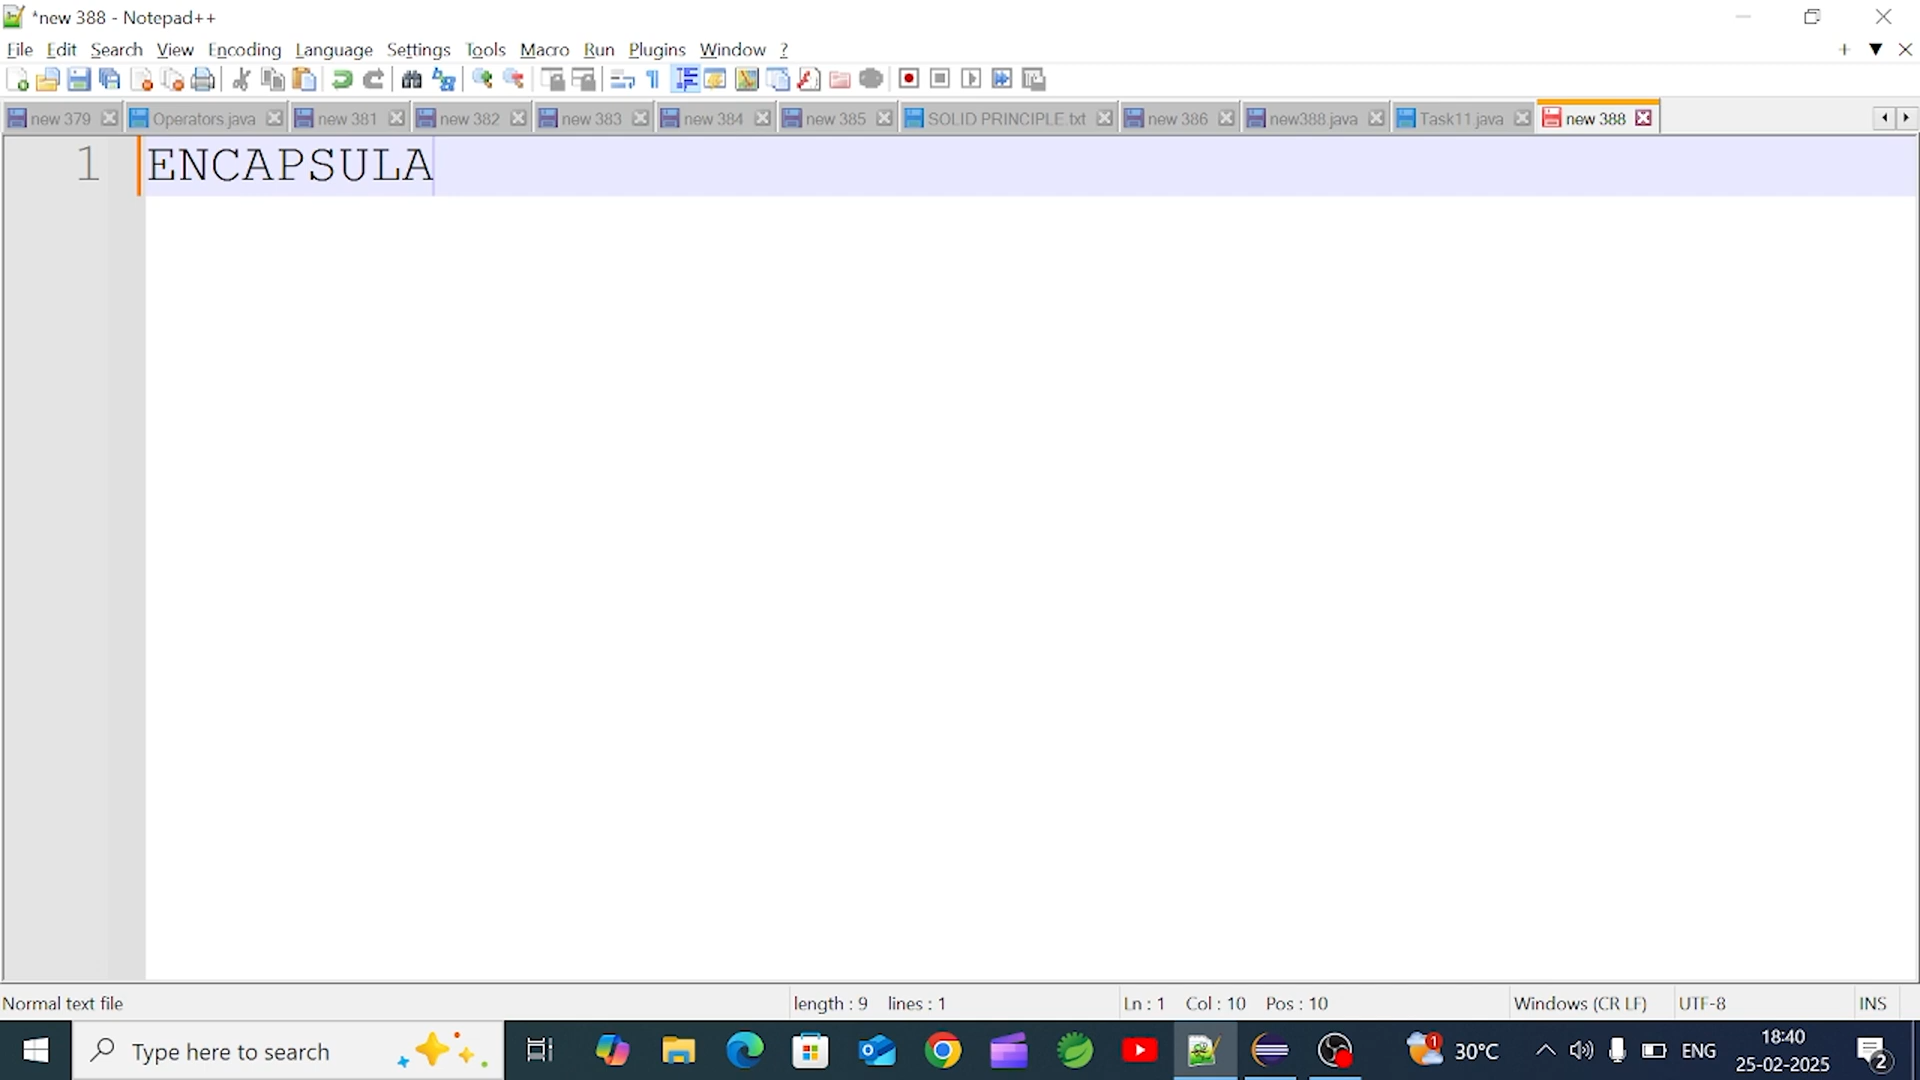 *new 388 - Notepad++
File Edit Search View Encoding Language Settings Tools Macro Run Plugins Window ?
new 379 Operators.java new 381 new 382 new 383 new 384 new 385 SOLID PRINCIPLE.txt new 386 new388.java Task11.java new 388
1 ENCAPSULA
Normal text file length : 9 lines : 1 Ln : 1 Col : 10 Pos : 10 Windows (CR LF) UTF-8 INS
Type here to search 1 30°C ENG 18:40 2
25-02-2025